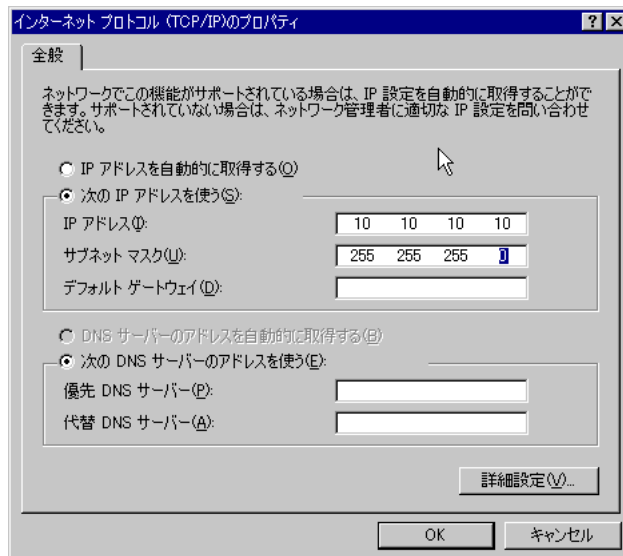 インターネット プロトコル (TCP/IP)のプロパティ
全般
ネットワークでこの機能がサポートされている場合は、IP 設定を自動的に取得することがで
きます。サポートされていない場合は、ネットワーク管理者に適切な IP 設定を問い合わせ
てください。
IP アドレスを自動的に取得する(O)
次の IP アドレスを使う(S):
IP アドレス(I): 10 10 10 10
サブネット マスク(U): 255 255 255 0
デフォルト ゲートウェイ(D):
DNS サーバーのアドレスを自動的に取得する(B)
次の DNS サーバーのアドレスを使う(E):
優先 DNS サーバー(P):
代替 DNS サーバー(A):
詳細設定(V)...
OK キャンセル